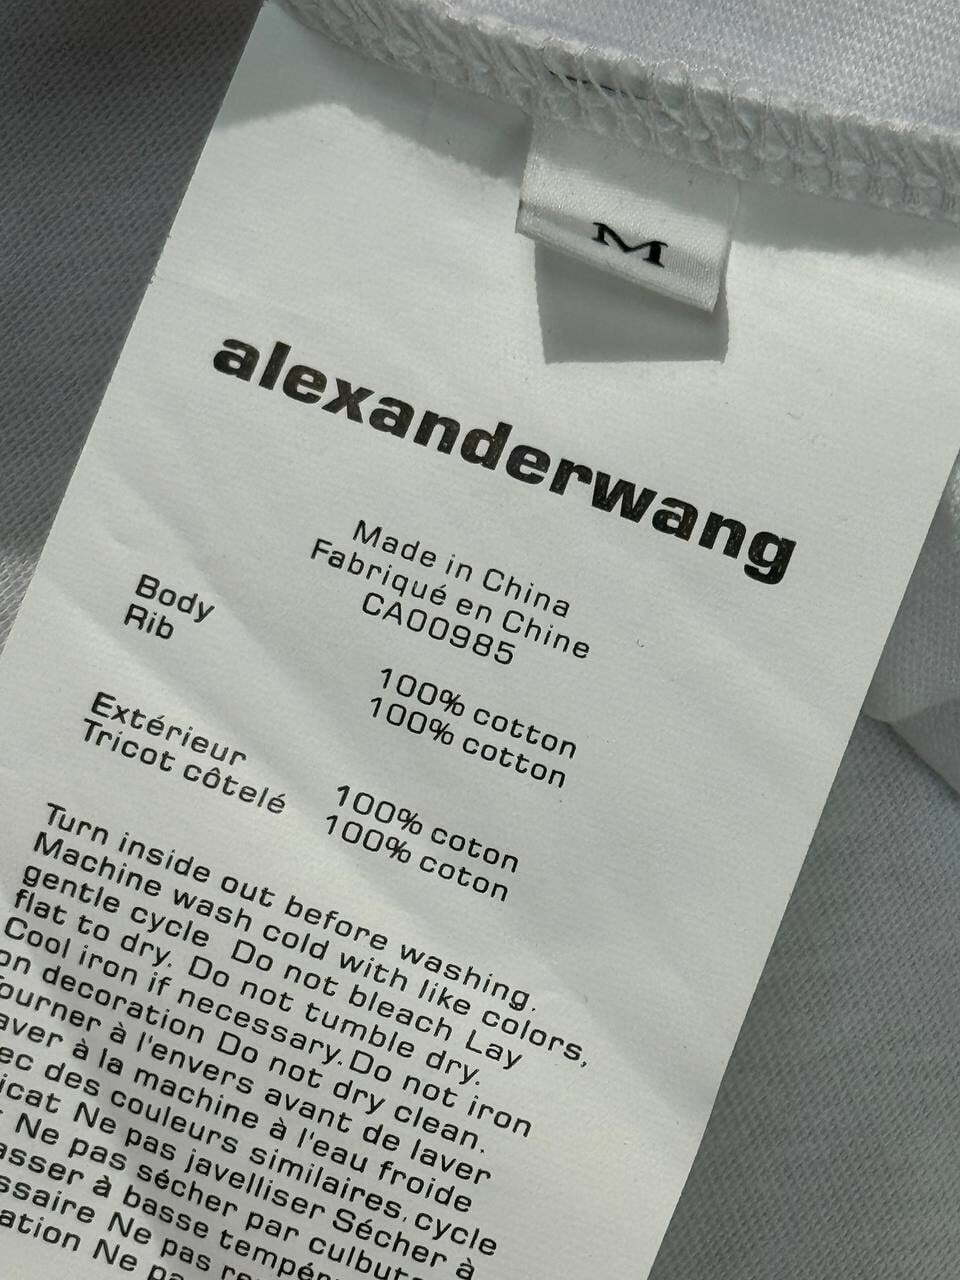 M
alexanderwang
Made in China
Fabriqué en Chine
CA00985
Body 100% cotton
Rib 100% cotton
Extérieur 100% coton
Tricot côtelé 100% coton
Turn inside out before washing.
Machine wash cold with like colors,
gentle cycle Do not bleach Lay
flat to dry. Do not tumble dry.
Cool iron if necessary. Do not iron
on decoration Do not dry clean.
ourner à l'envers avant de laver
aver à la machine à l'eau froide
ec des couleurs similaires, cycle
icat Ne pas javelliser Sécher à
Ne pas sécher par culbut
asser à basse tempér
ssaire Ne pas re
ation Ne pa